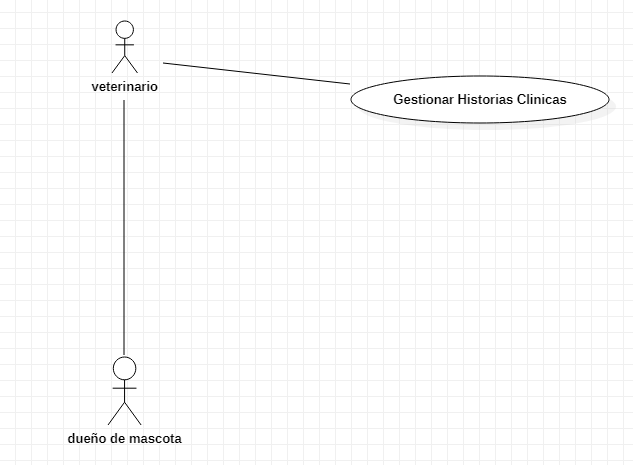 veterinario
Gestionar Historias Clinicas
dueño de mascota